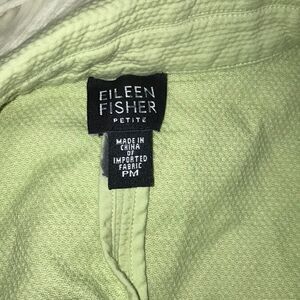 EILEEN
FISHER
PETITE
MADE IN
CHINA
OF
IMPORTED
FABRIC
PM